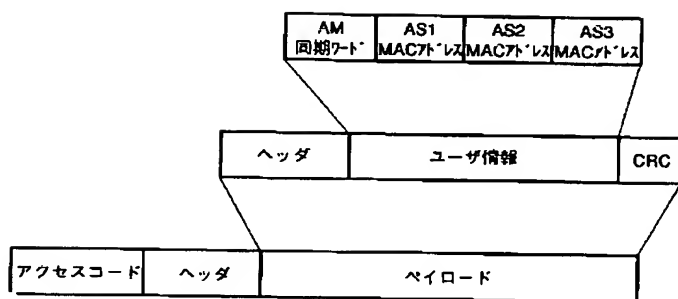 AM
同期ワード
AS1
MACアドレス
AS2
MACアドレス
AS3
MACアドレス
ヘッダ
ユーザ情報
CRC
アクセスコード
ヘッダ
ペイロード